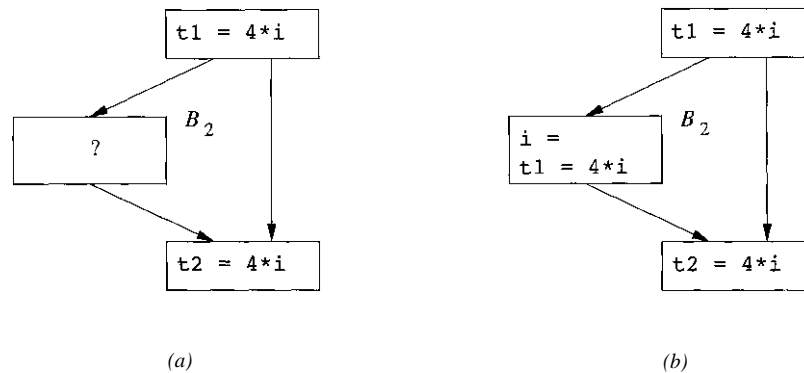 t1 = 4*i
B2
?
t2 = 4*i
(a)
t1 = 4*i
B2
i =
t1 = 4*i
t2 = 4*i
(b)